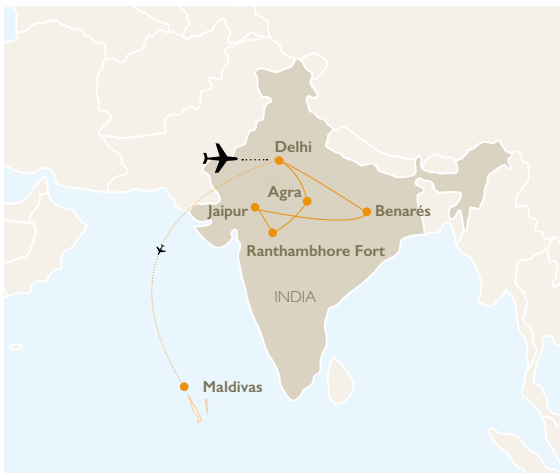 Delhi
Agra
Jaipur
Benarés
Ranthambhore Fort
INDIA
Maldivas